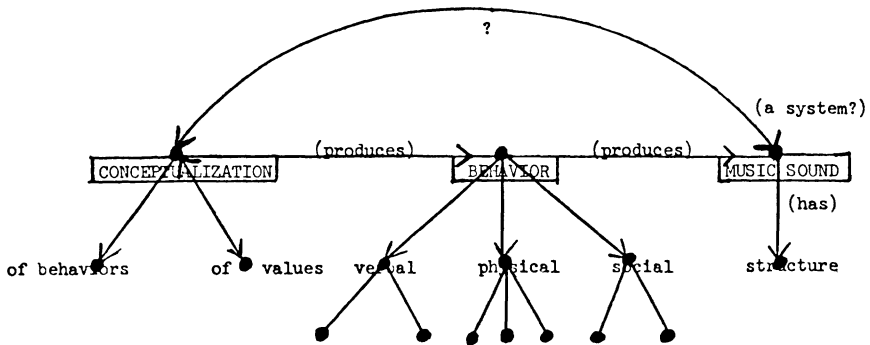 ?
(a system?)
(produces) (produces)
CONCEPTUALIZATION BEHAVIOR MUSIC SOUND
(has)
of behaviors of values verbal physical social structure